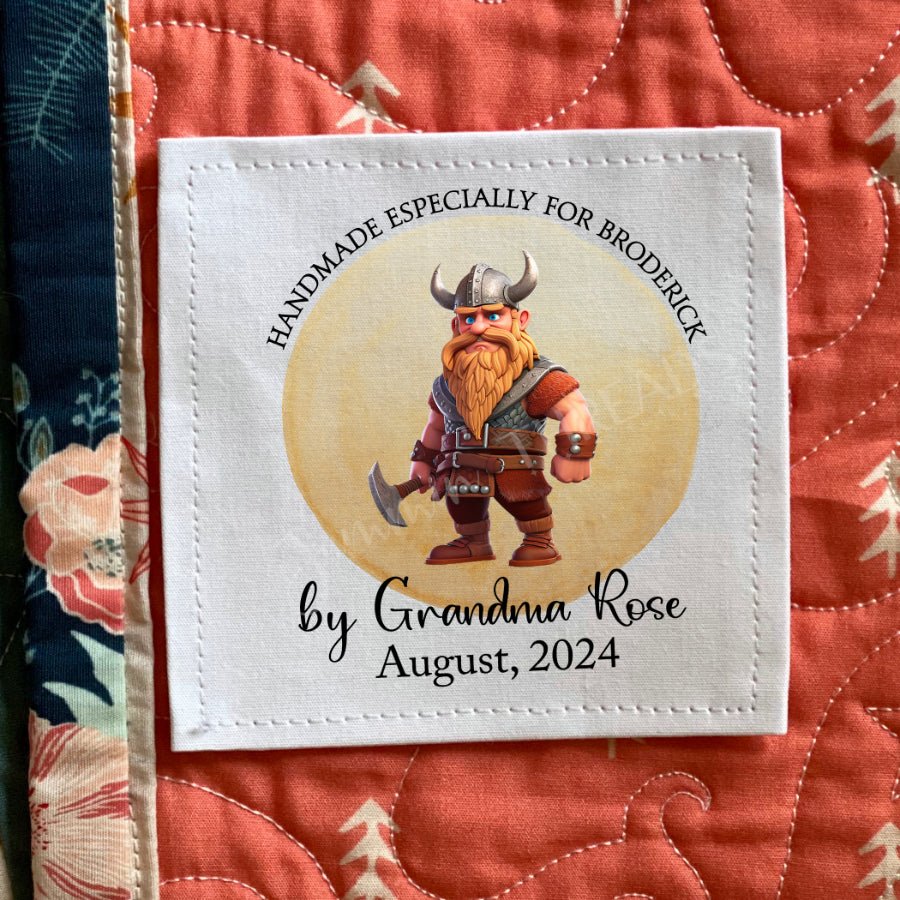 HANDMADE ESPECIALLY FOR BRODERICK
by Grandma Rose
August, 2024